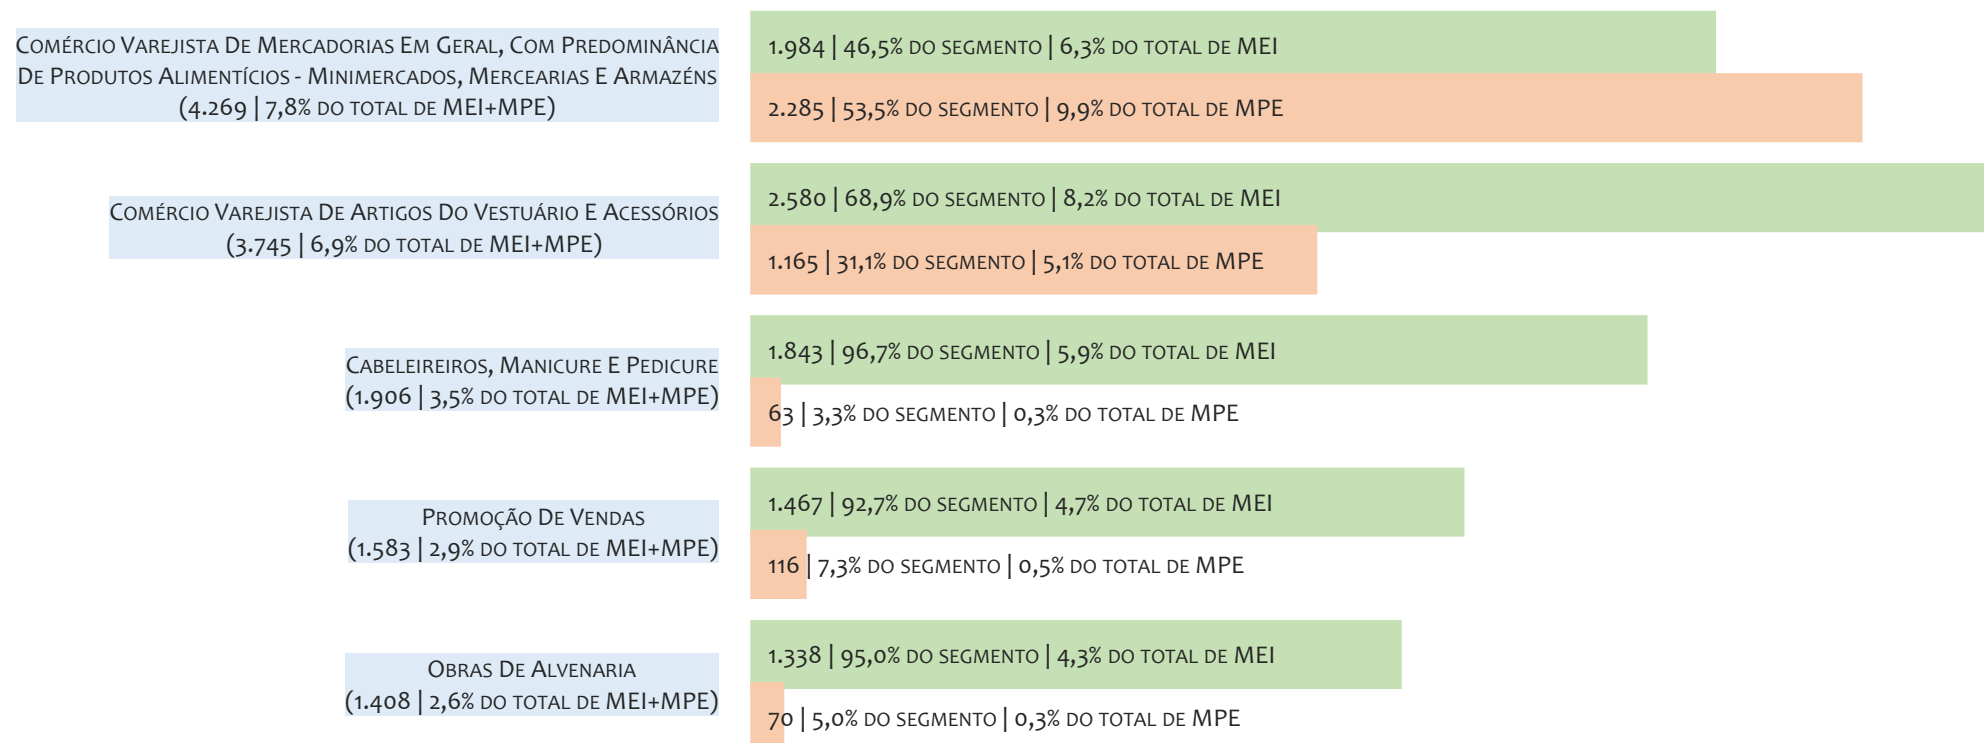 Comércio Varejista De Mercadorias Em Geral, Com Predominância
De Produtos Alimentícios - Minimercados, Mercearias E Armazéns
(4.269 | 7,8% do total de MEI+MPE)
1.984 | 46,5% do segmento | 6,3% do total de MEI
2.285 | 53,5% do segmento | 9,9% do total de MPE
Comércio Varejista De Artigos Do Vestuário E Acessórios
(3.745 | 6,9% do total de MEI+MPE)
2.580 | 68,9% do segmento | 8,2% do total de MEI
1.165 | 31,1% do segmento | 5,1% do total de MPE
Cabeleireiros, Manicure E Pedicure
(1.906 | 3,5% do total de MEI+MPE)
1.843 | 96,7% do segmento | 5,9% do total de MEI
63 | 3,3% do segmento | 0,3% do total de MPE
Promoção De Vendas
(1.583 | 2,9% do total de MEI+MPE)
1.467 | 92,7% do segmento | 4,7% do total de MEI
116 | 7,3% do segmento | 0,5% do total de MPE
Obras De Alvenaria
(1.408 | 2,6% do total de MEI+MPE)
1.338 | 95,0% do segmento | 4,3% do total de MEI
70 | 5,0% do segmento | 0,3% do total de MPE